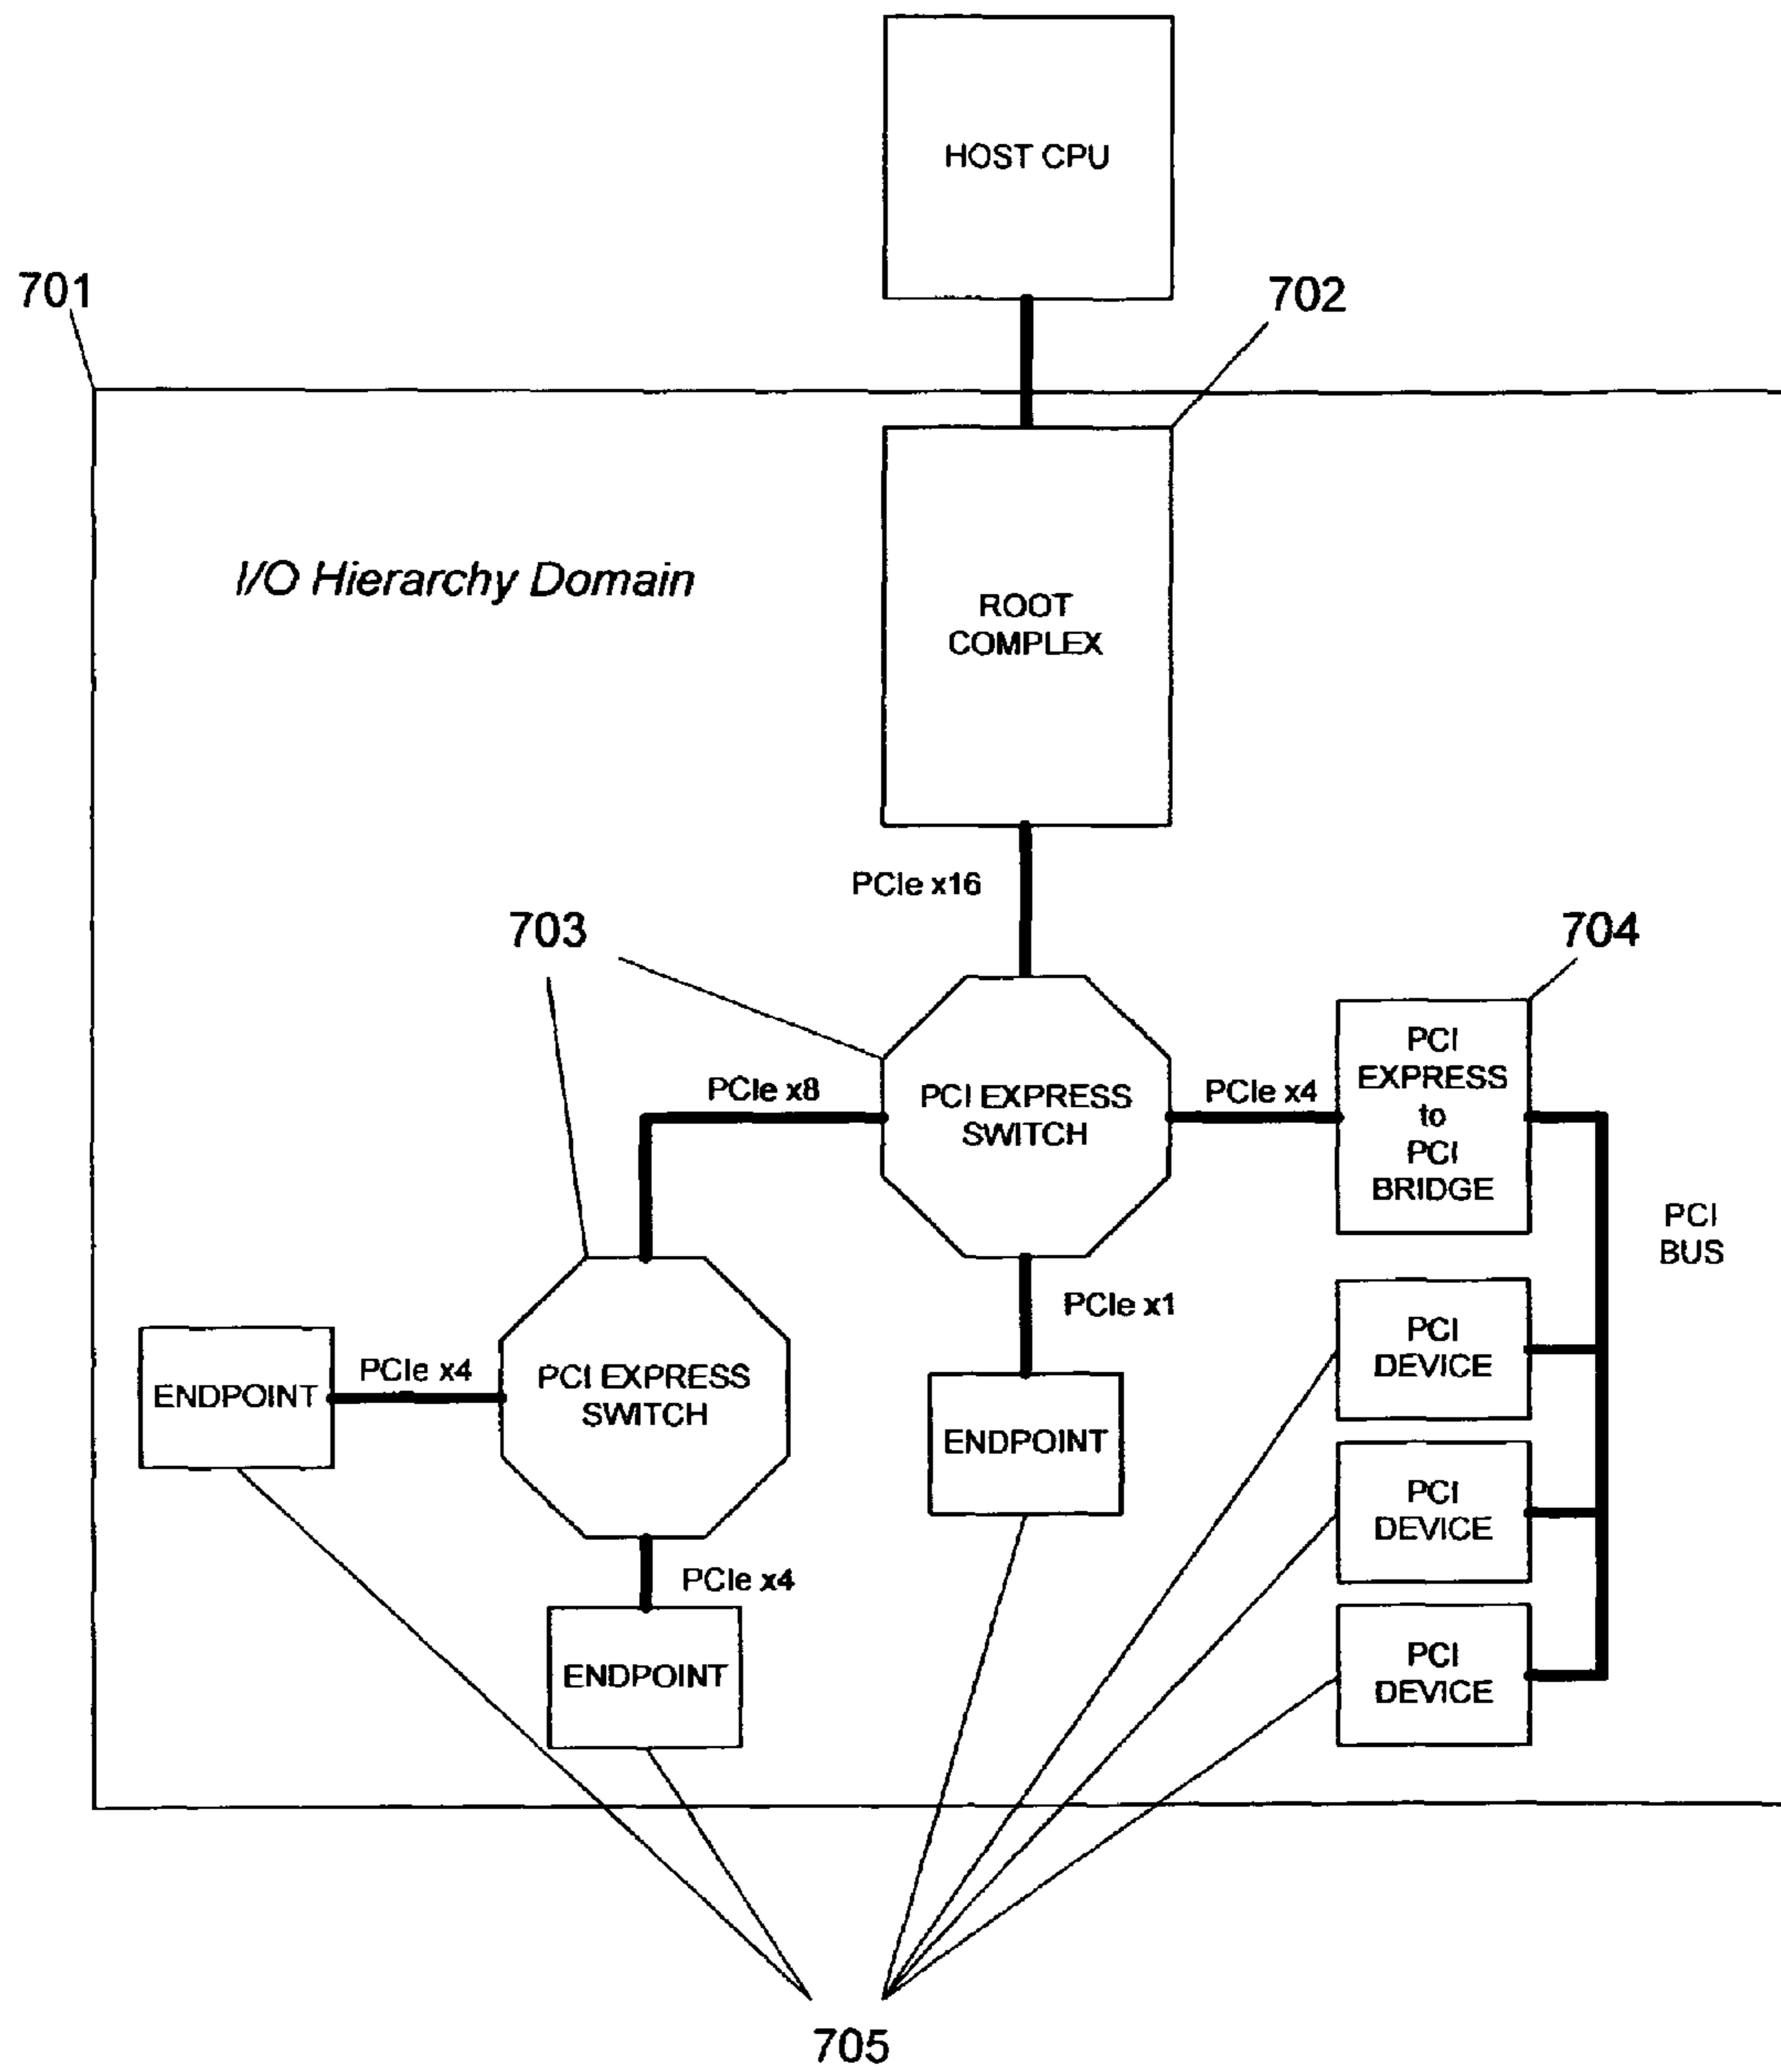 HOST CPU
701
702
I/O Hierarchy Domain
ROOT
COMPLEX
PCIe x16
703
704
PCI
EXPRESS
to
PCI
BRIDGE
PCIe x8
PCI EXPRESS
SWITCH
PCIe x4
PCI
BUS
PCIe x1
PCI
DEVICE
PCIe x4
ENDPOINT
PCI EXPRESS
SWITCH
ENDPOINT
PCI
DEVICE
PCIe x4
ENDPOINT
PCI
DEVICE
705